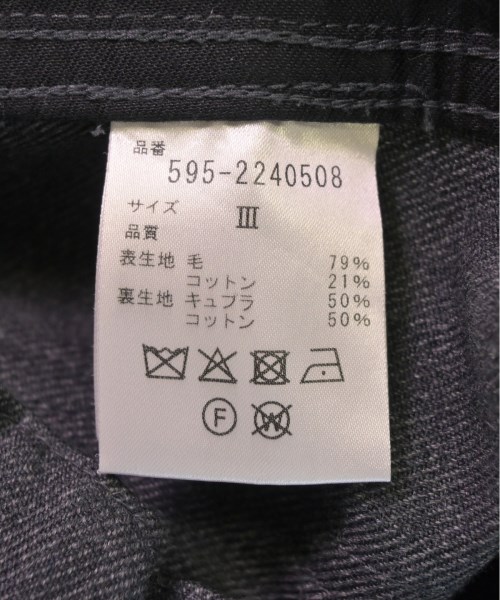 品番
595-2240508
サイズ III
品質
表生地 毛 79%
コットン 21%
裏生地 キュプラ 50%
コットン 50%
F W